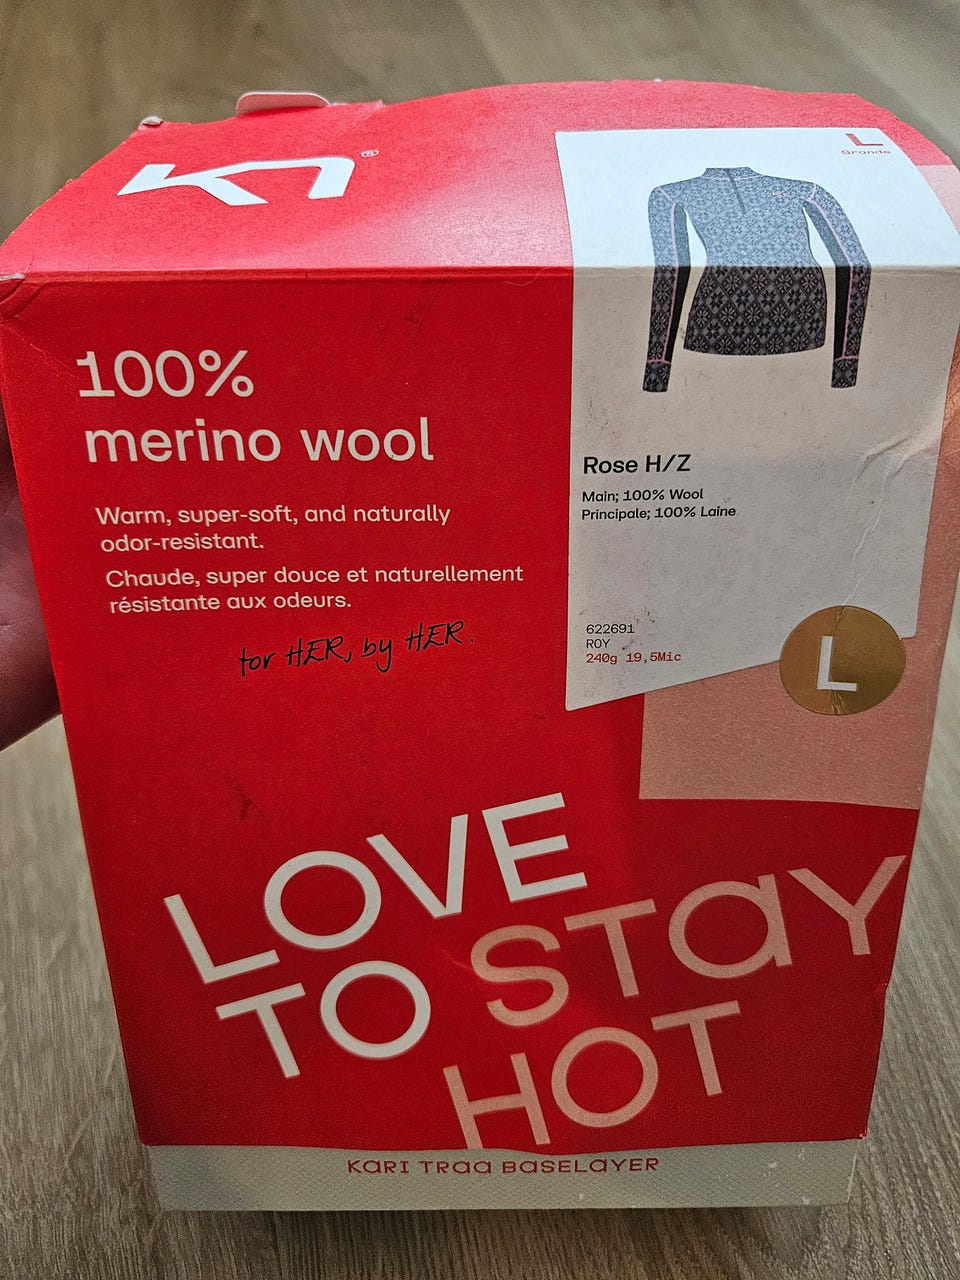 L
Grande
100%
merino wool
Warm, super-soft, and naturally
odor-resistant.
Chaude, super douce et naturellement
résistante aux odeurs.
for HER, by HER.
Rose H/Z
Main; 100% Wool
Principale; 100% Laine
622691
ROY
240g 19,5Mic
L
LOVE
TO STAY
HOT
KARI TRAA BASELAYER